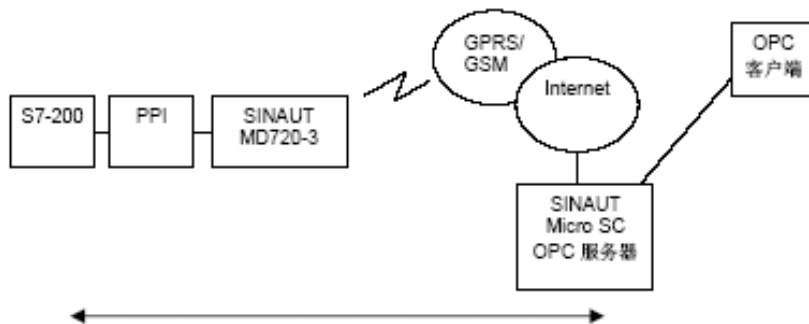 S7-200
PPI
SINAUT
MD720-3
GPRS/
GSM
Internet
OPC
客户端
SINAUT
Micro SC
OPC 服务器